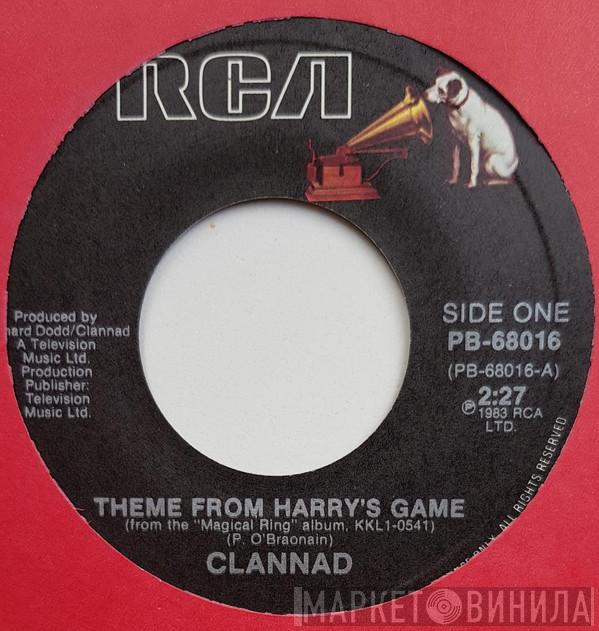 RCA
Produced by
hard Dodd/Clannad
A Television
Music Ltd.
Production
Publisher:
Television
Music Ltd.
SIDE ONE
PB-68016
(PB-68016-A)
2:27
℗ 1983 RCA
LTD.
THEME FROM HARRY'S GAME
(from the "Magical Ring" album, KKL1-0541)
(P. O'Braonain)
CLANNAD
ONLY. ALL RIGHTS RESERVED
МАРКЕТ ВИНИЛА